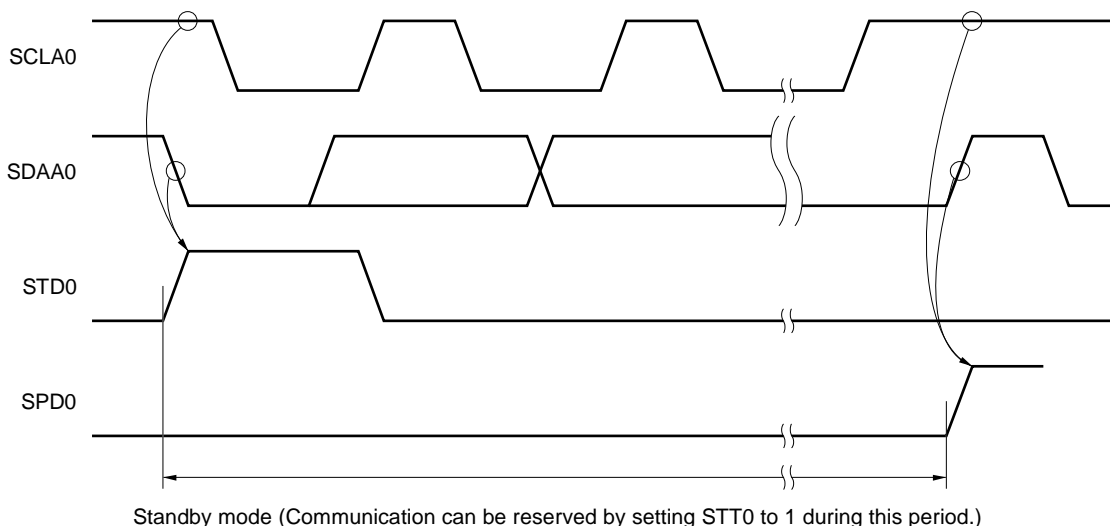 SCLA0
SDAA0
STD0
SPD0
Standby mode (Communication can be reserved by setting STT0 to 1 during this period.)